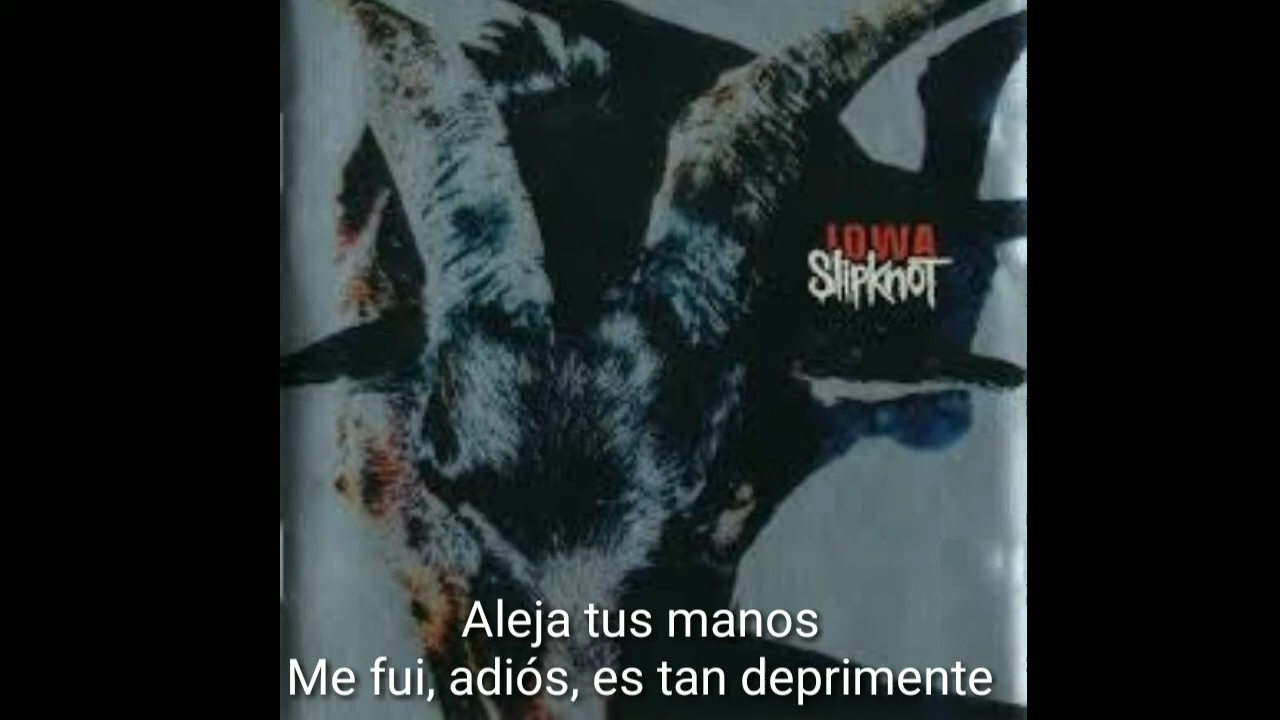 IOWA
Slipknot
Aleja tus manos
Me fui, adiós, es tan deprimente